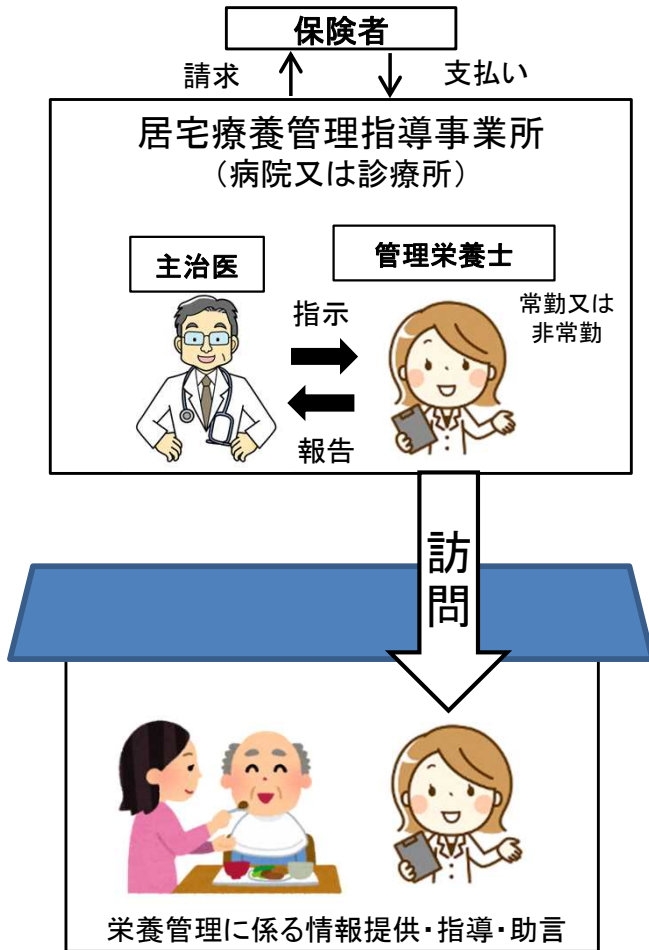 保険者
請求
支払い
居宅療養管理指導事業所
（病院又は診療所）
主治医
管理栄養士
常勤又は
非常勤
指示
報告
訪問
栄養管理に係る情報提供・指導・助言